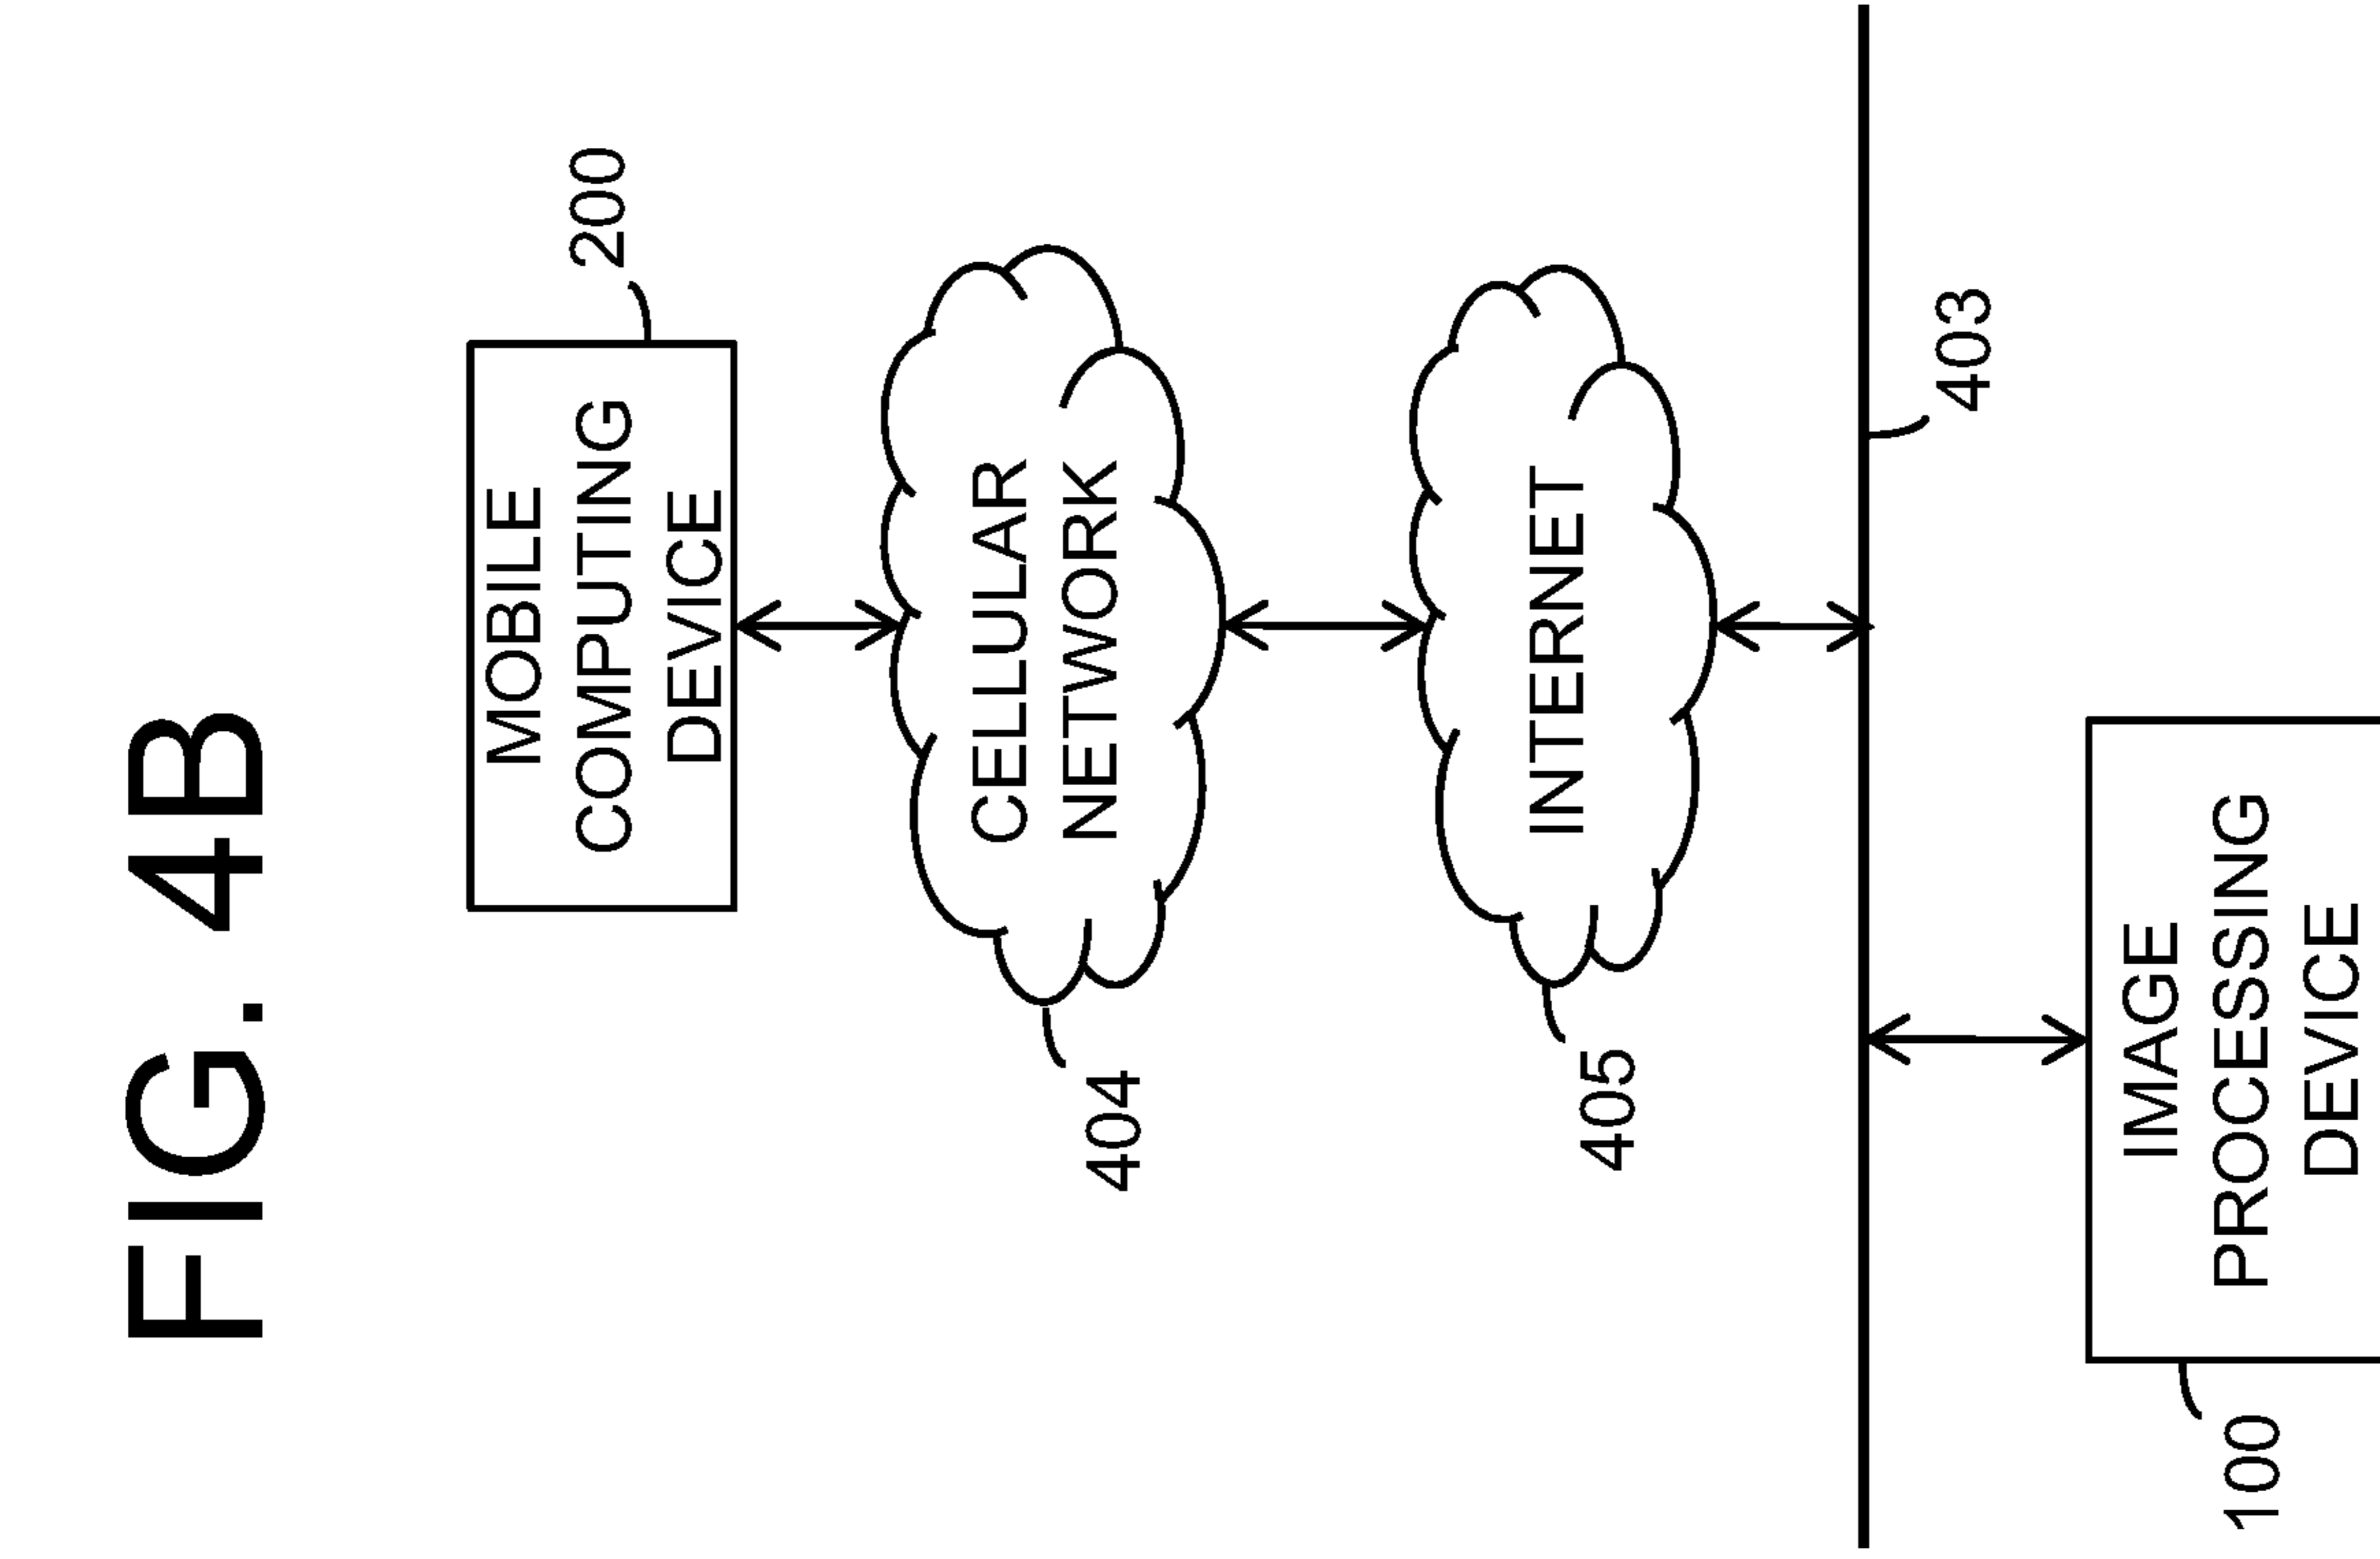 FIG. 4B
MOBILE
COMPUTING
DEVICE
200
CELLULAR
NETWORK
404
INTERNET
405
403
IMAGE
PROCESSING
DEVICE
100